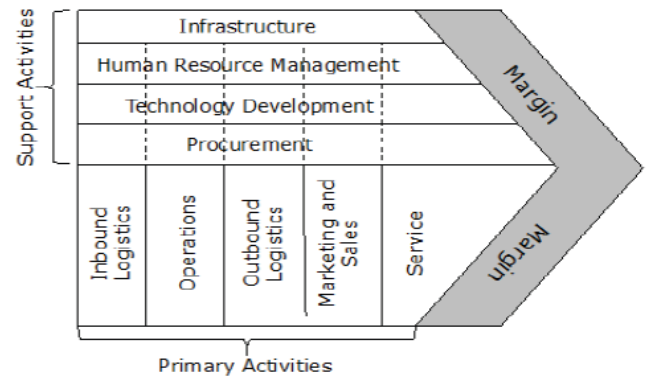 Support Activities
Infrastructure
Human Resource Management
Technology Development
Procurement
Margin
Inbound
Logistics
Operations
Outbound
Logistics
Marketing and
Sales
Service
Margin
Primary Activities